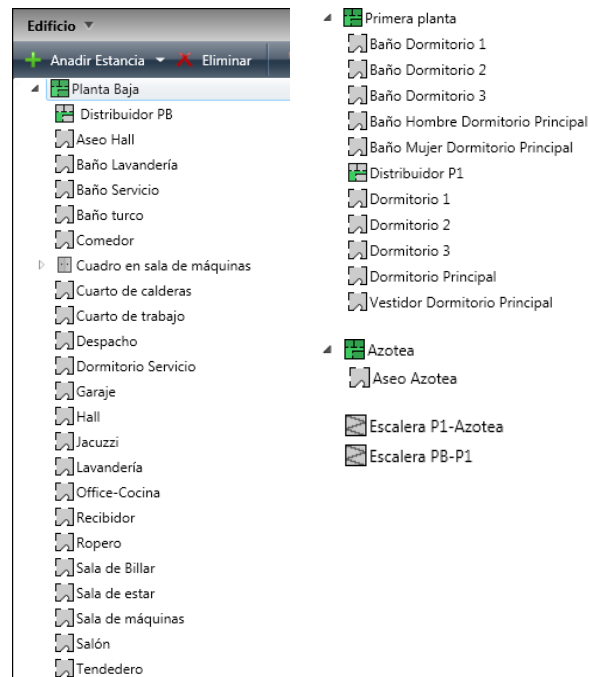 Edificio
Anadir Estancia Eliminar
Planta Baja
Distribuidor PB
Aseo Hall
Baño Lavandería
Baño Servicio
Baño turco
Comedor
Cuadro en sala de máquinas
Cuarto de calderas
Cuarto de trabajo
Despacho
Dormitorio Servicio
Garaje
Hall
Jacuzzi
Lavandería
Office-Cocina
Recibidor
Ropero
Sala de Billar
Sala de estar
Sala de máquinas
Salón
Tendedero
Primera planta
Baño Dormitorio 1
Baño Dormitorio 2
Baño Dormitorio 3
Baño Hombre Dormitorio Principal
Baño Mujer Dormitorio Principal
Distribuidor P1
Dormitorio 1
Dormitorio 2
Dormitorio 3
Dormitorio Principal
Vestidor Dormitorio Principal
Azotea
Aseo Azotea
Escalera P1-Azotea
Escalera PB-P1